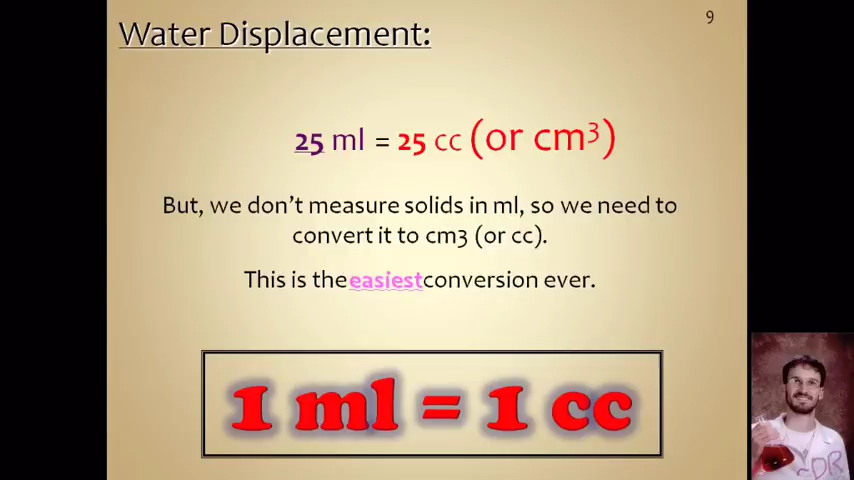 9
Water Displacement:
25 ml = 25 cc (or cm³)
But, we don't measure solids in ml, so we need to
convert it to cm3 (or cc).
This is the easiest conversion ever.
1 ml = 1 cc